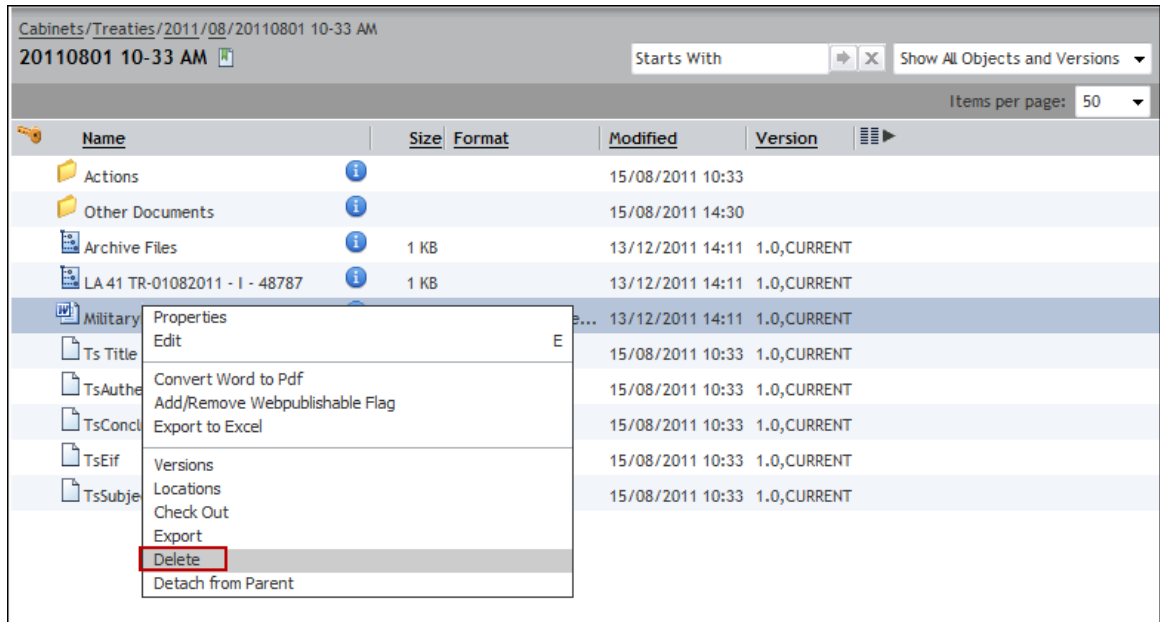 Cabinets/Treaties/2011/08/20110801 10-33 AM
20110801 10-33 AM Starts With Show All Objects and Versions
Items per page: 50
Name Size Format Modified Version
Actions 15/08/2011 10:33
Other Documents 15/08/2011 14:30
Archive Files 1 KB 13/12/2011 14:11 1.0,CURRENT
LA 41 TR-01082011 - I - 48787 1 KB 13/12/2011 14:11 1.0,CURRENT
Military e... 13/12/2011 14:11 1.0,CURRENT
Properties
Edit E
Ts Title 15/08/2011 10:33 1.0,CURRENT
Convert Word to Pdf
TsAuthe 15/08/2011 10:33 1.0,CURRENT
Add/Remove Webpublishable Flag
TsConcl 15/08/2011 10:33 1.0,CURRENT
Export to Excel
TsEif 15/08/2011 10:33 1.0,CURRENT
Versions
Locations
TsSubje 15/08/2011 10:33 1.0,CURRENT
Check Out
Export
Delete
Detach from Parent